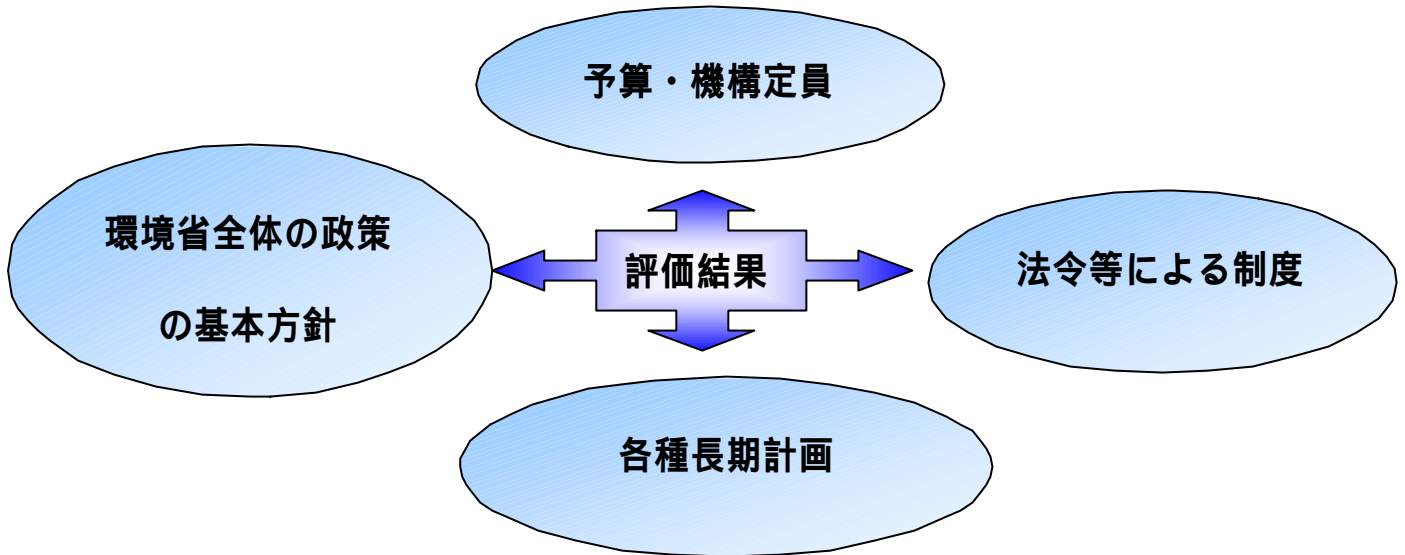 予算・機構定員
環境省全体の政策
の基本方針
評価結果
法令等による制度
各種長期計画